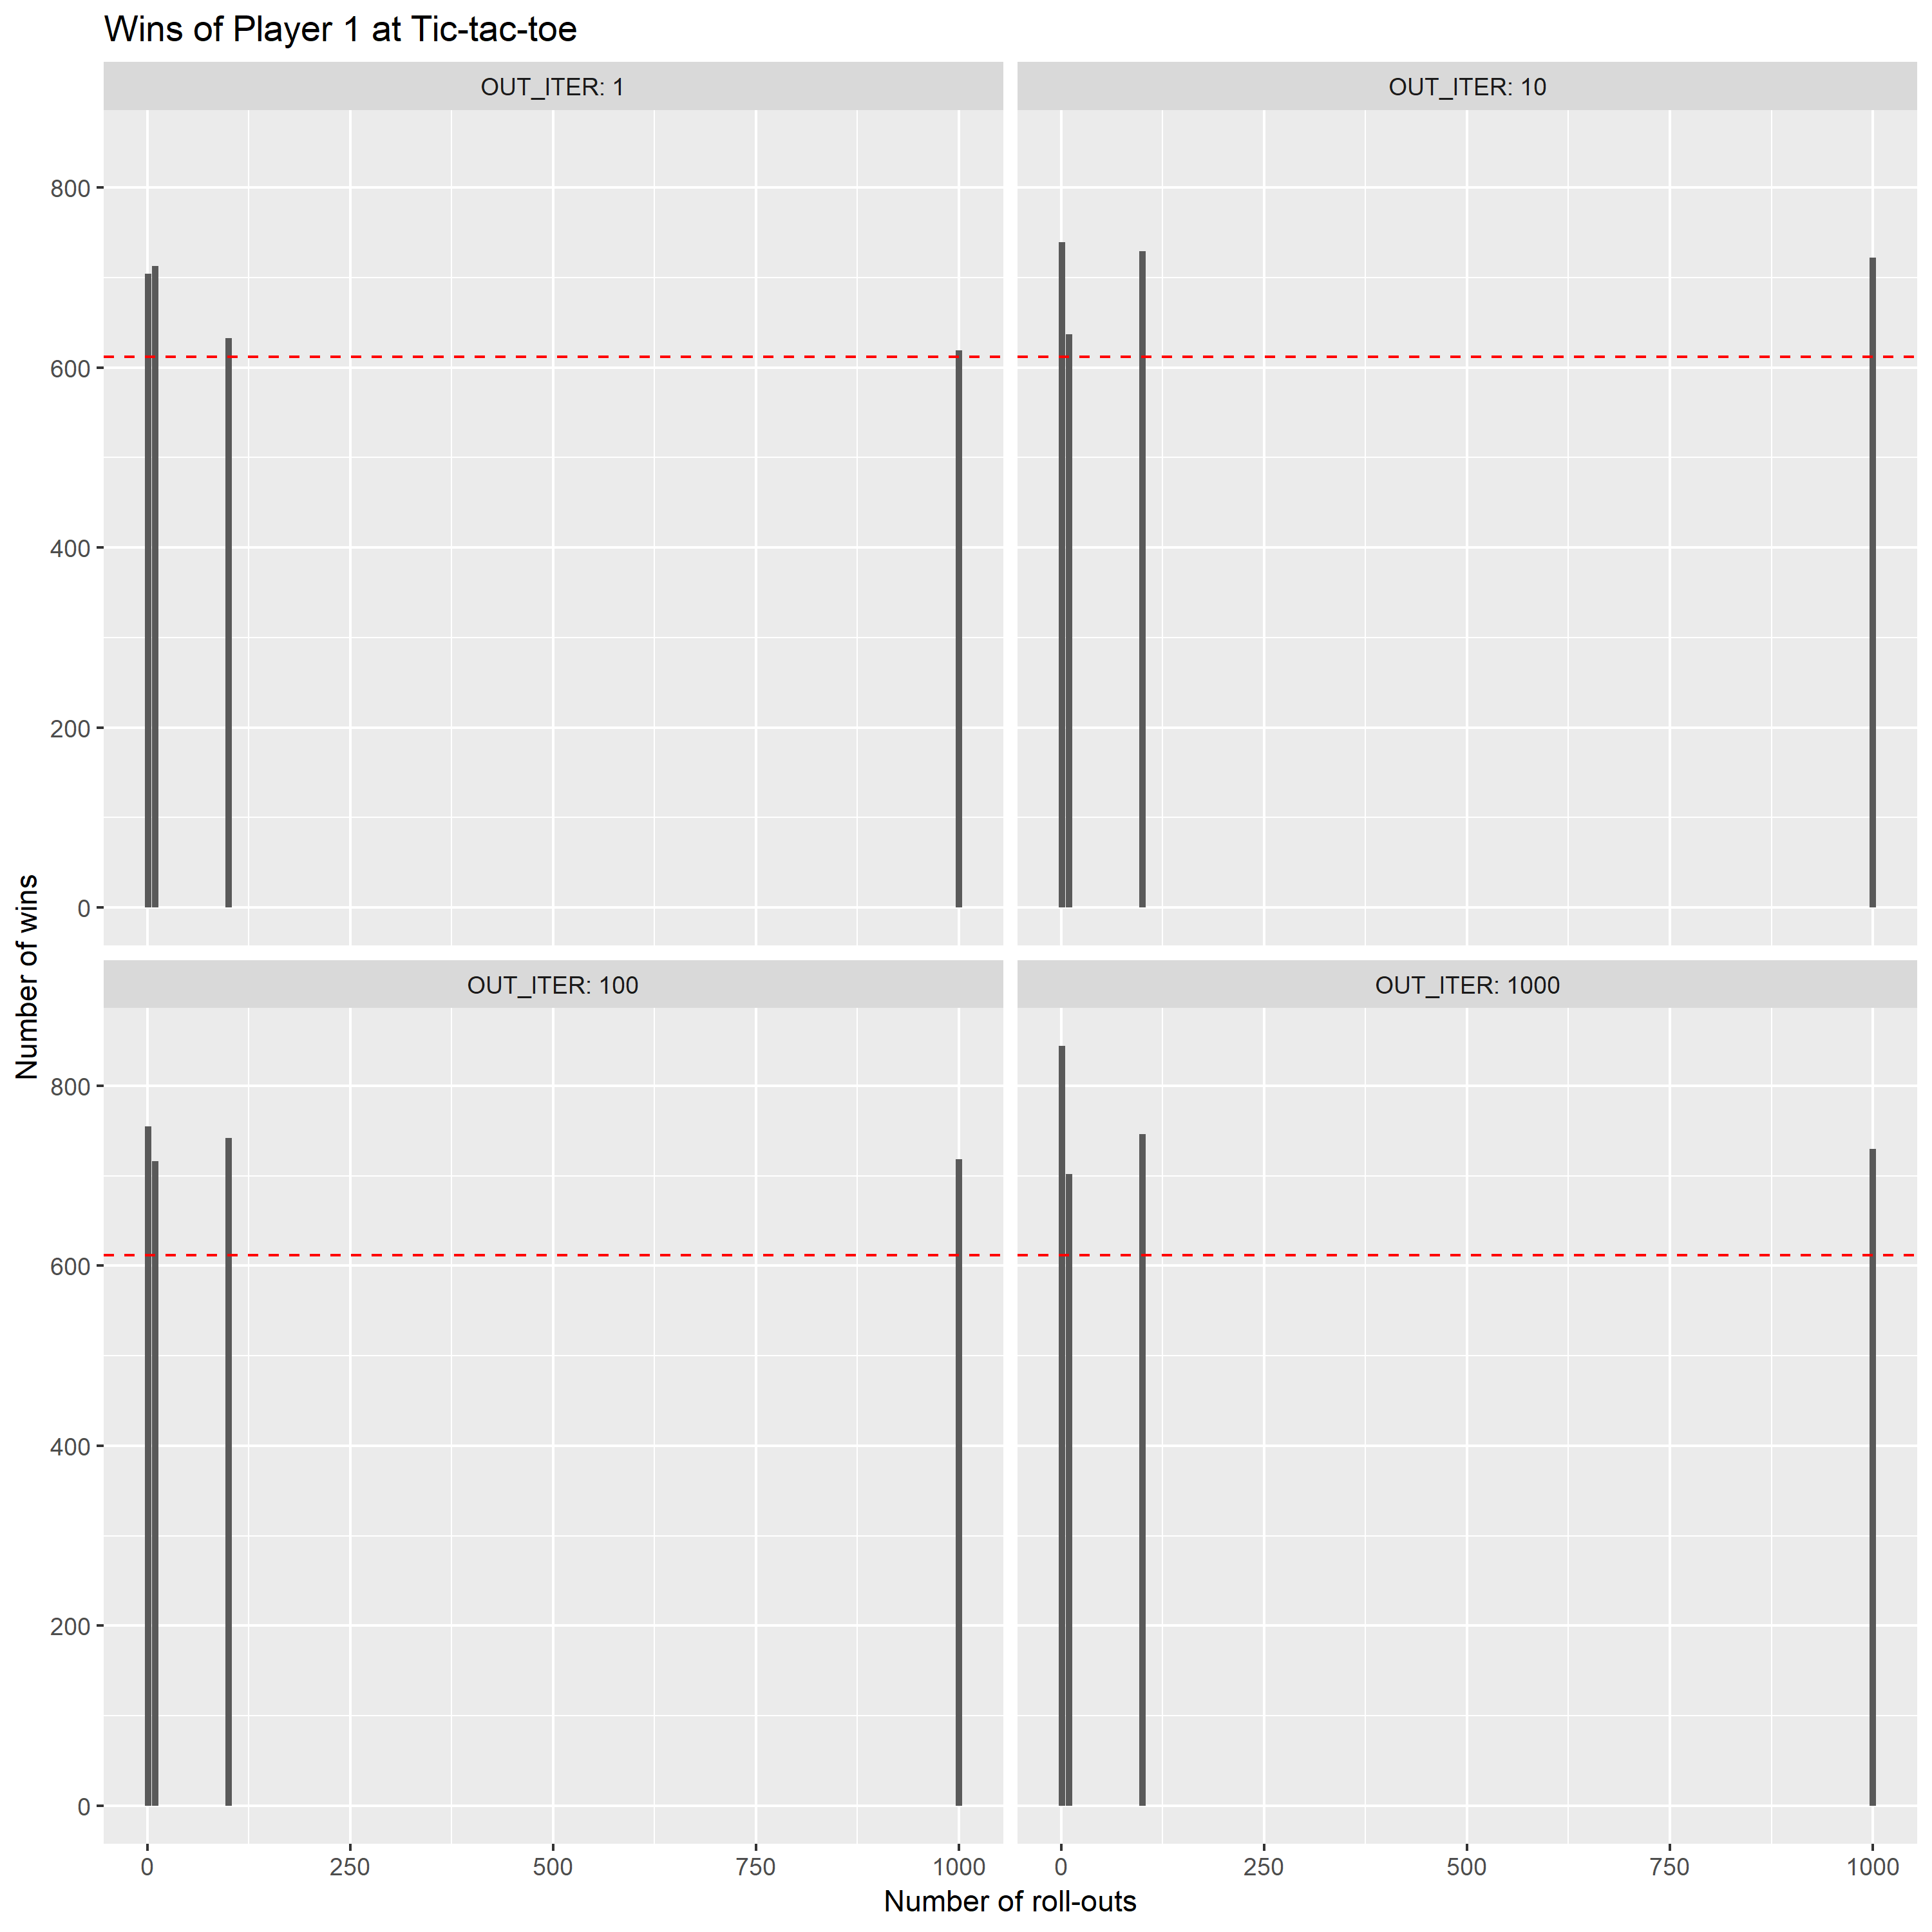 Wins of Player 1 at Tic-tac-toe
OUT_ITER: 1
OUT_ITER: 10
800
600
400
200
0
OUT_ITER: 100
OUT_ITER: 1000
800
600
400
200
0
Number of wins
0 250 500 750 1000
0 250 500 750 1000
Number of roll-outs